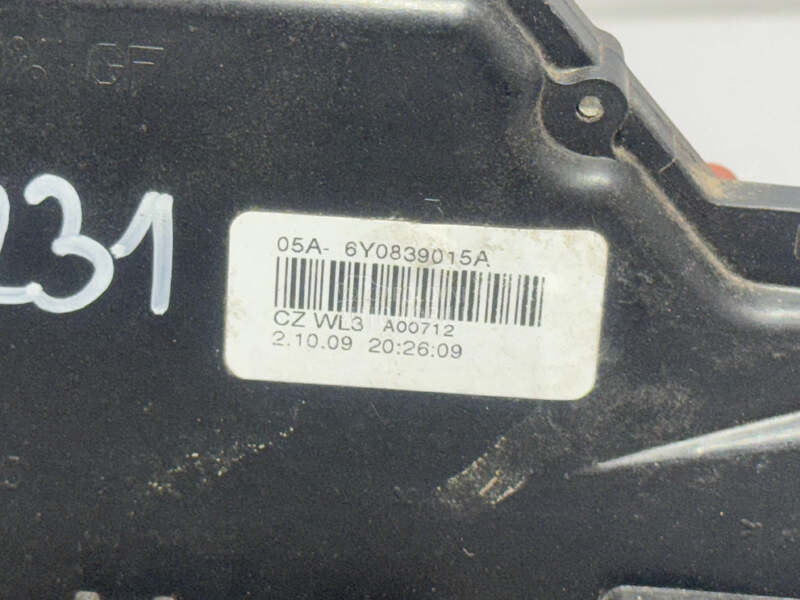 % GF
231
05A- 6Y0839015A
CZ WL3 A00712
2.10.09 20:26:09